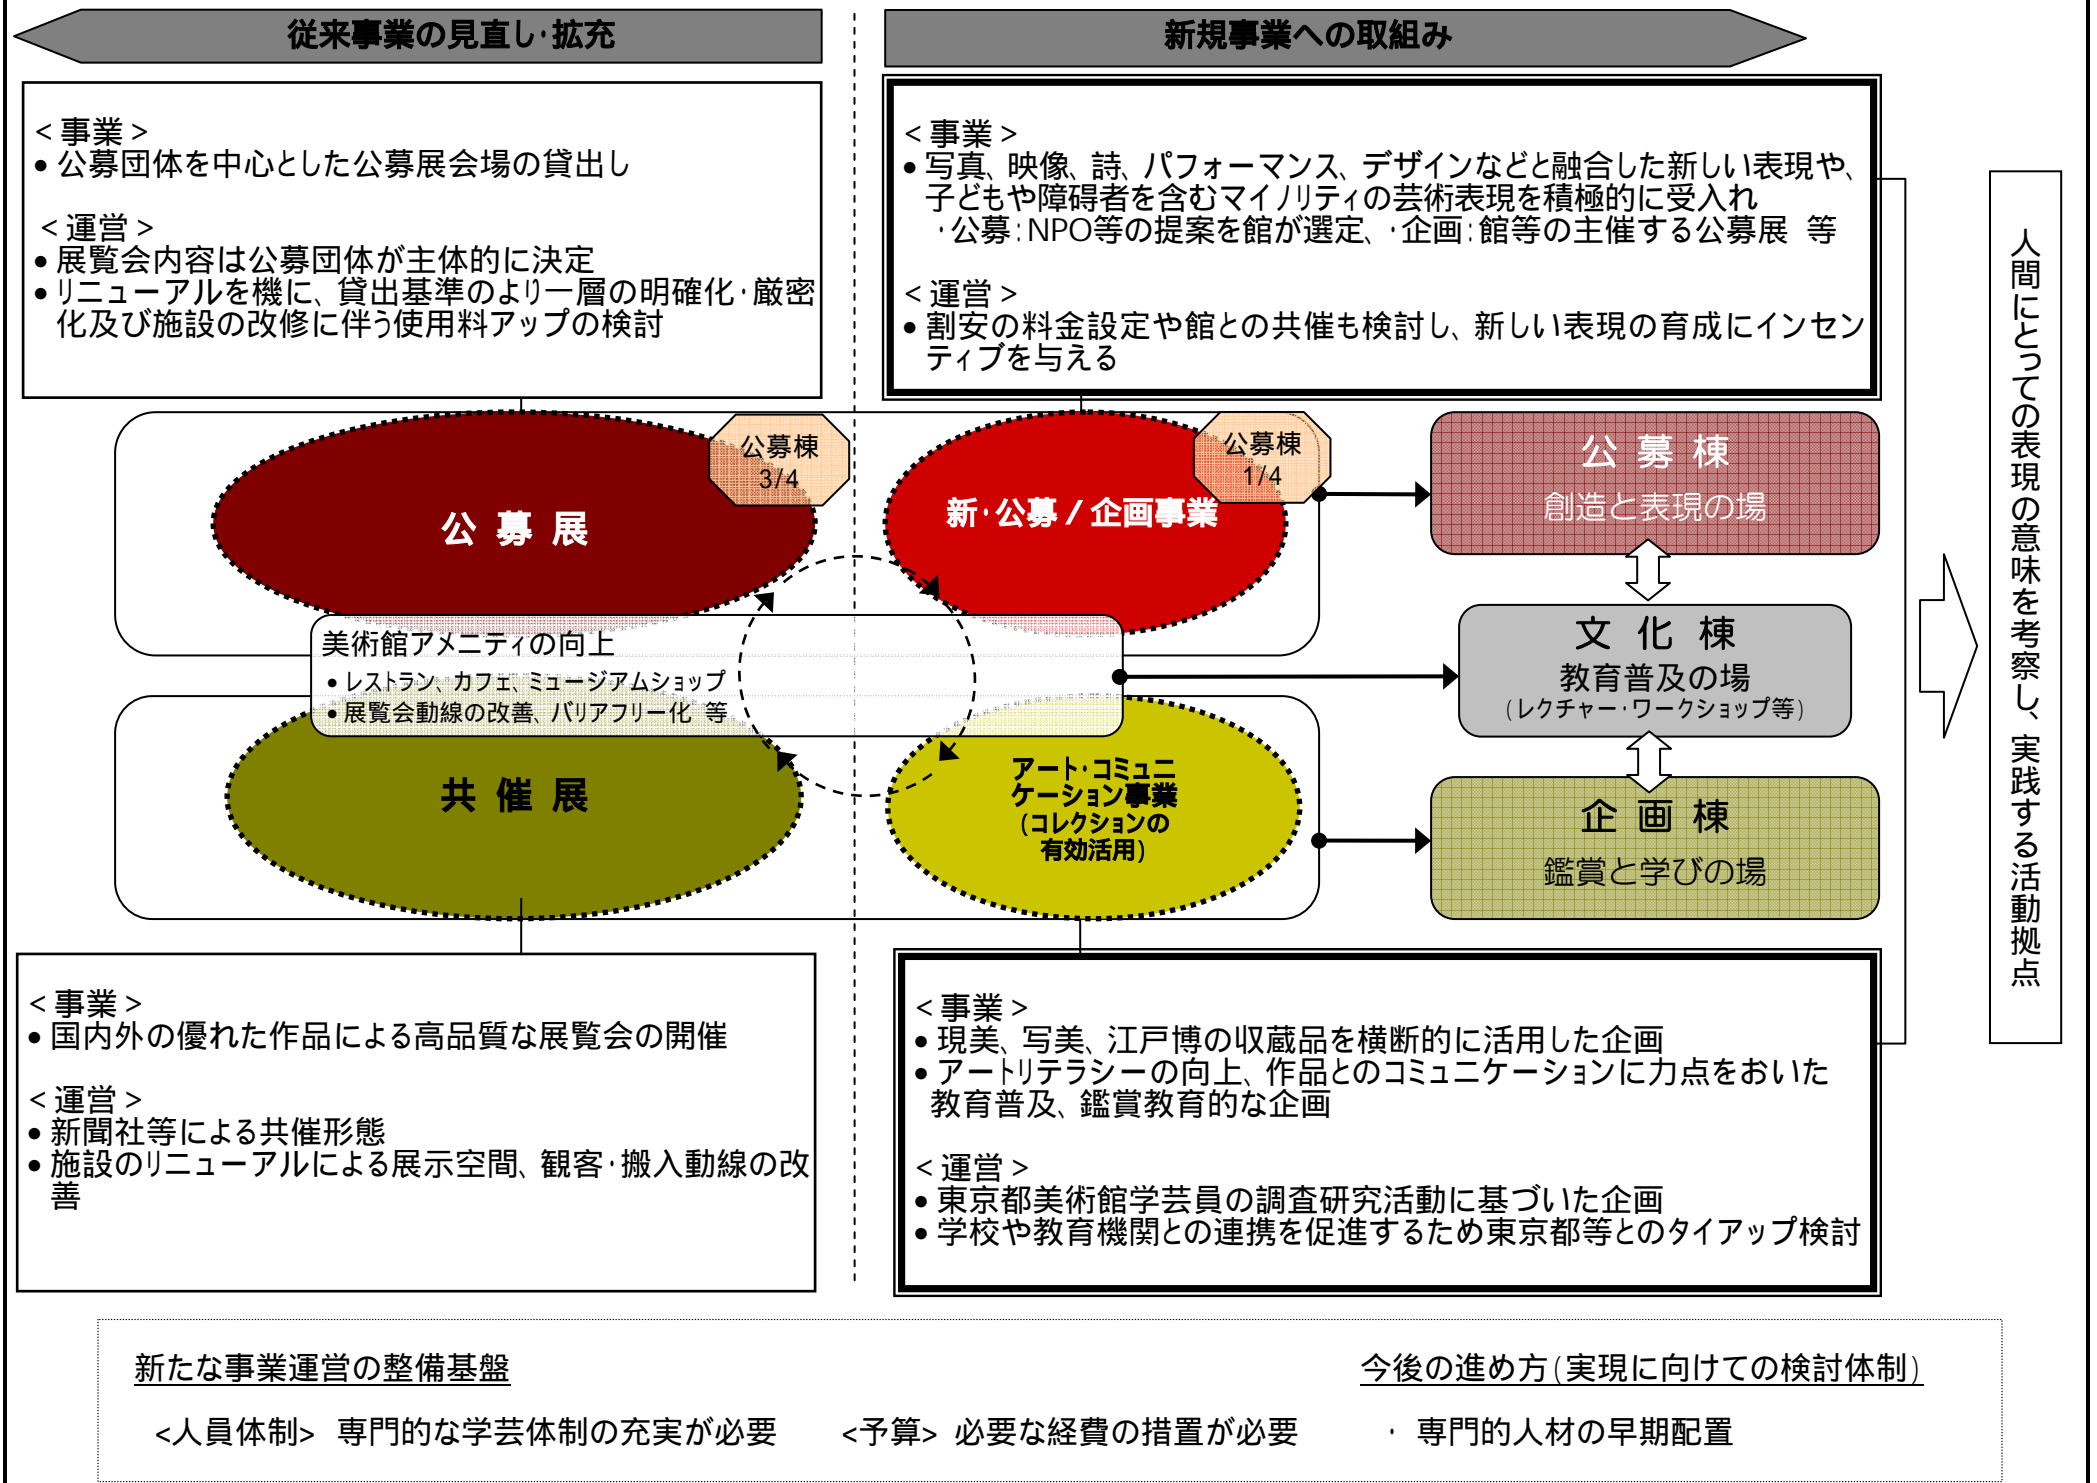 従来事業の見直し・拡充
新規事業への取組み
<事業>
• 公募団体を中心とした公募展会場の貸出し
<運営>
• 展覧会内容は公募団体が主体的に決定
• リニューアルを機に、貸出基準のより一層の明確化・厳密
化及び施設の改修に伴う使用料アップの検討
<事業>
• 写真、映像、詩、パフォーマンス、デザインなどと融合した新しい表現や、
子どもや障碍者を含むマイノリティの芸術表現を積極的に受入れ
・公募:NPO等の提案を館が選定、・企画:館等の主催する公募展 等
<運営>
• 割安の料金設定や館との共催も検討し、新しい表現の育成にインセン
ティブを与える
公募展
公募棟
3/4
新・公募/企画事業
公募棟
1/4
公募棟
創造と表現の場
美術館アメニティの向上
• レストラン、カフェ、ミュージアムショップ
• 展覧会動線の改善、バリアフリー化 等
文化棟
教育普及の場
(レクチャー・ワークショップ等)
共催展
アート・コミュニ
ケーション事業
(コレクションの
有効活用)
企画棟
鑑賞と学びの場
人間にとっての表現の意味を考察し、実践する活動拠点
<事業>
• 国内外の優れた作品による高品質な展覧会の開催
<運営>
• 新聞社等による共催形態
• 施設のリニューアルによる展示空間、観客・搬入動線の改
善
<事業>
• 現美、写美、江戸博の収蔵品を横断的に活用した企画
• アートリテラシーの向上、作品とのコミュニケーションに力点をおいた
教育普及、鑑賞教育的な企画
<運営>
• 東京都美術館学芸員の調査研究活動に基づいた企画
• 学校や教育機関との連携を促進するため東京都等とのタイアップ検討
新たな事業運営の整備基盤
今後の進め方(実現に向けての検討体制)
<人員体制> 専門的な学芸体制の充実が必要 <予算> 必要な経費の措置が必要 ・ 専門的人材の早期配置